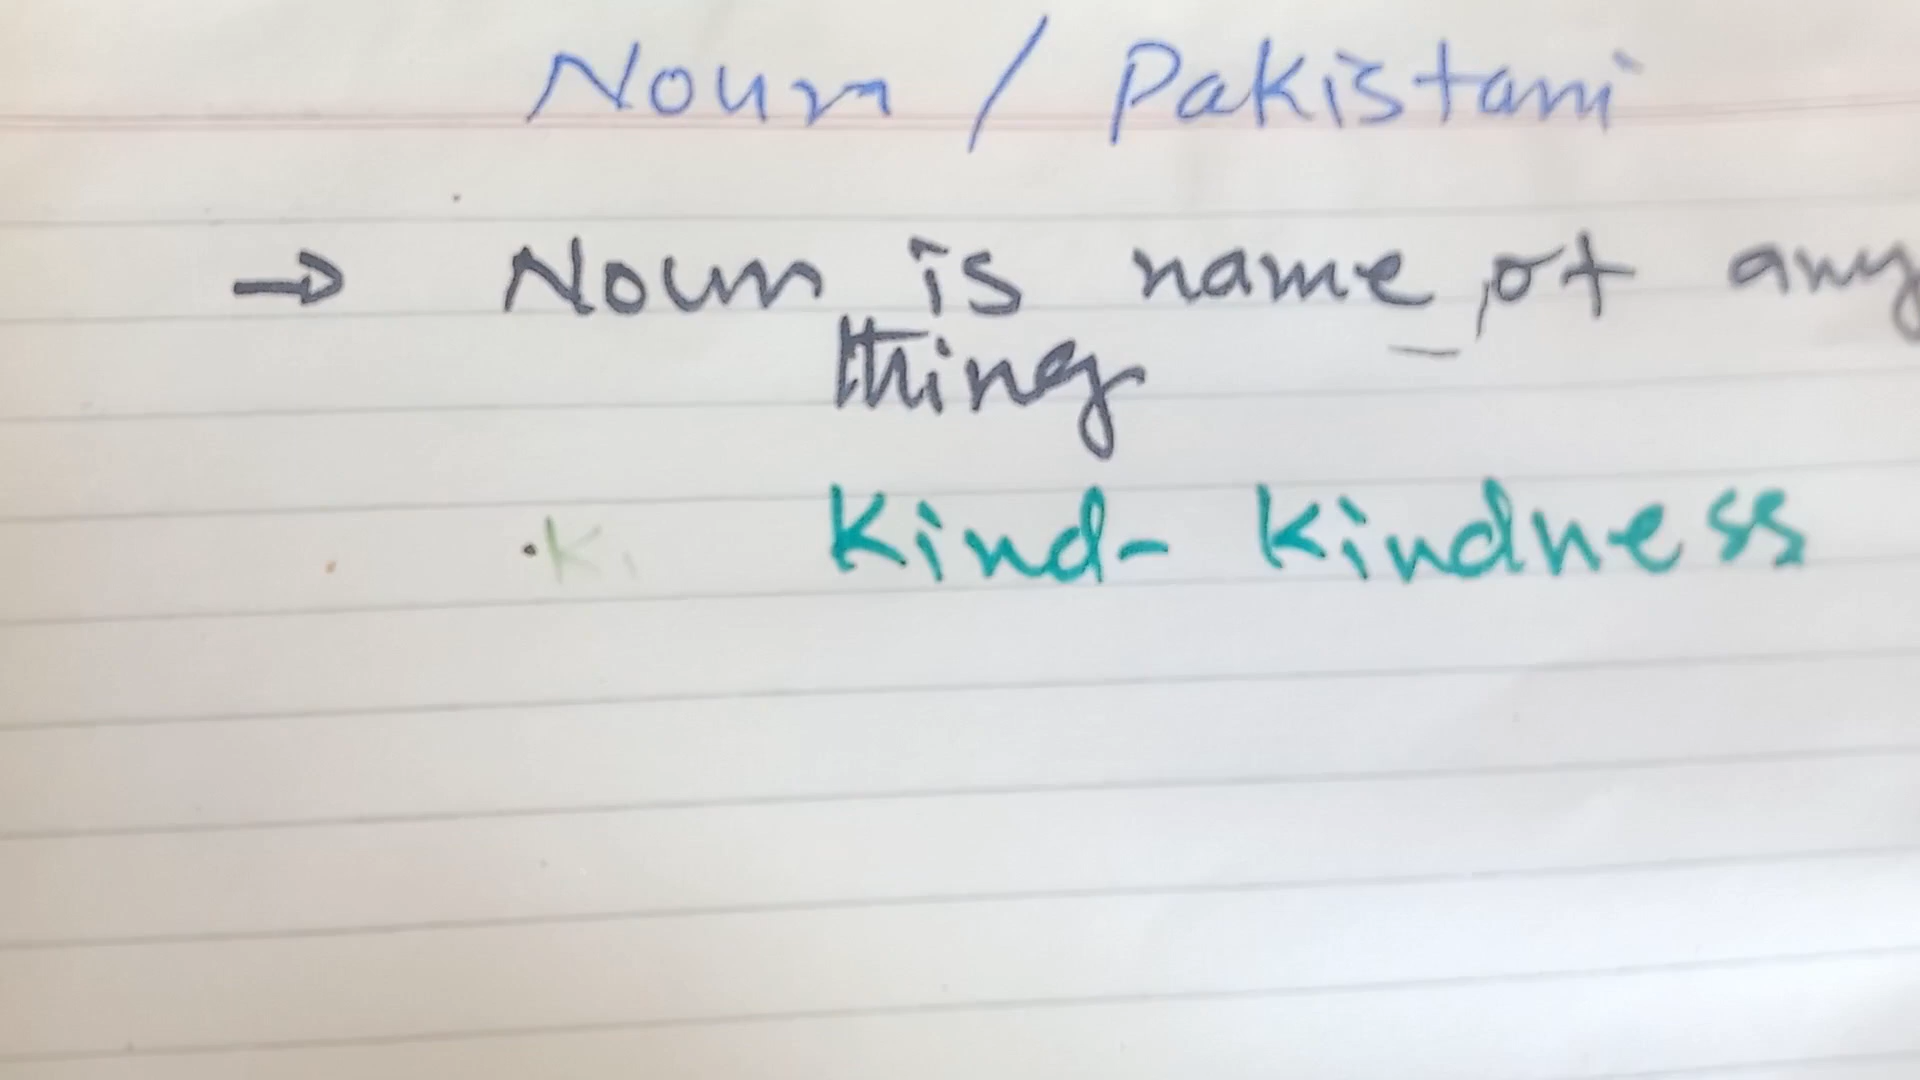 Noun / Pakistani
→ Noun is name, of any
thing
.K. Kind- Kindness